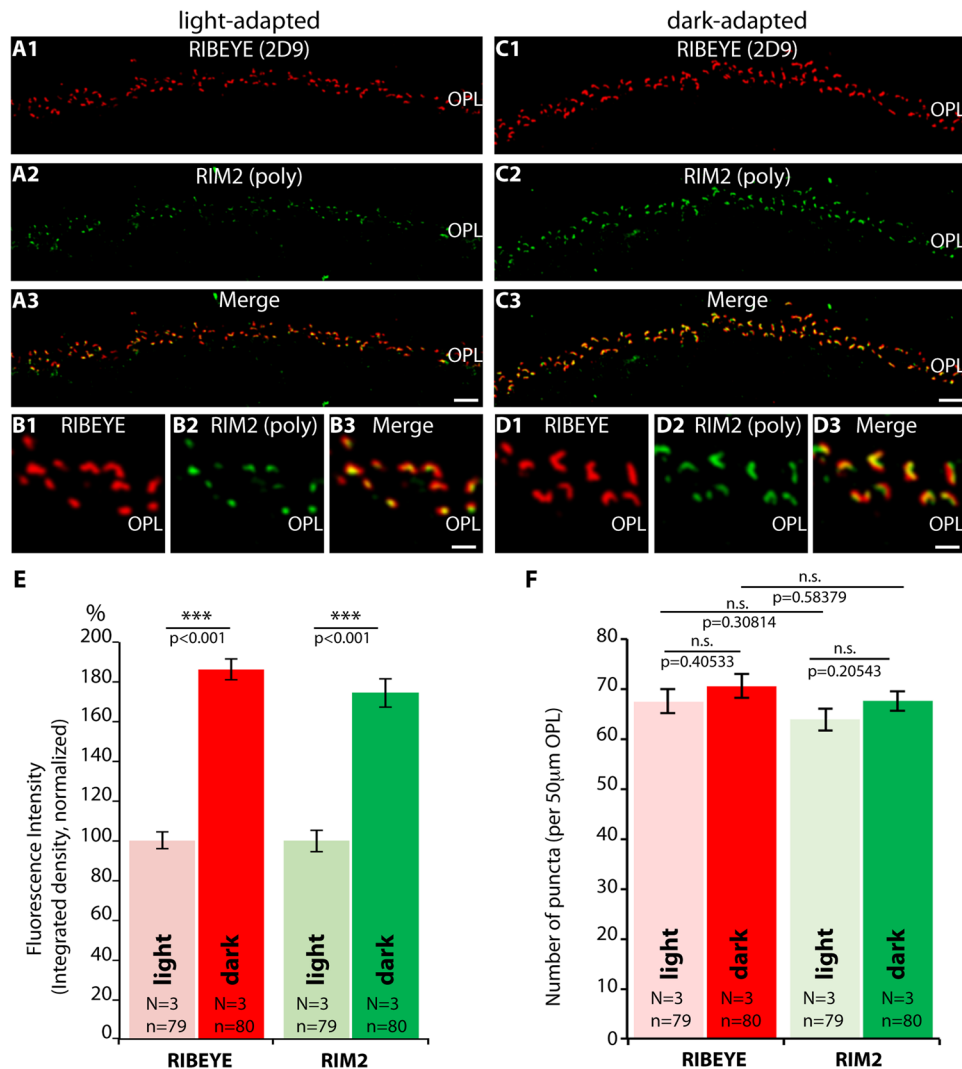 light-adapted
dark-adapted
A1 RIBEYE (2D9)
OPL
C1 RIBEYE (2D9)
OPL
A2 RIM2 (poly)
OPL
C2 RIM2 (poly)
OPL
A3 Merge
OPL
C3 Merge
OPL
B1 RIBEYE
B2 RIM2 (poly)
B3 Merge
OPL
OPL
OPL
D1 RIBEYE
D2 RIM2 (poly)
D3 Merge
OPL
OPL
OPL
E
%
***
p<0.001
***
p<0.001
Fluorescence Intensity
(Integrated density, normalized)
200
180
160
140
120
100
80
60
40
20
0
light
N=3
n=79
dark
N=3
n=80
light
N=3
n=79
dark
N=3
n=80
RIBEYE
RIM2
F
n.s.
p=0.58379
n.s.
p=0.30814
n.s.
p=0.40533
n.s.
p=0.20543
Number of puncta (per 50µm OPL)
80
70
60
50
40
30
20
10
0
light
N=3
n=79
dark
N=3
n=80
light
N=3
n=79
dark
N=3
n=80
RIBEYE
RIM2